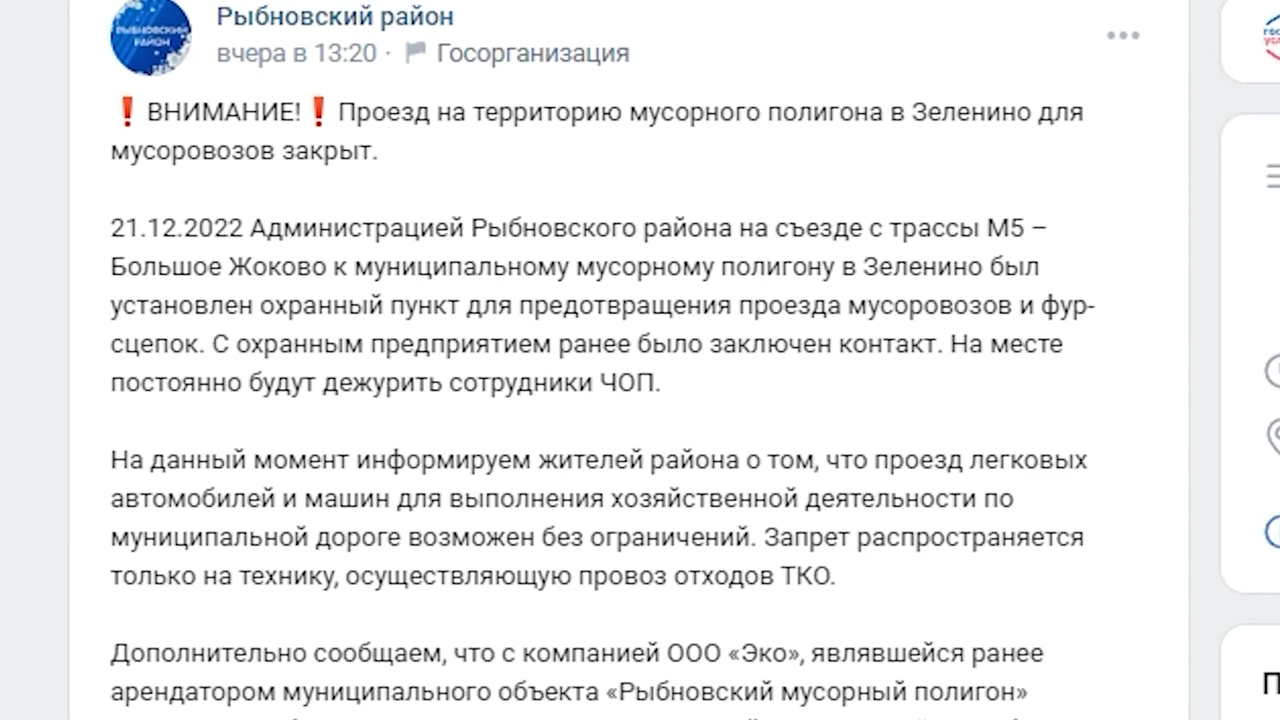 РЫБНОВСКИЙ
РАЙОН
Рыбновский район
вчера в 13:20 · Госорганизация
❗ ВНИМАНИЕ! ❗ Проезд на территорию мусорного полигона в Зеленино для
мусоровозов закрыт.
21.12.2022 Администрацией Рыбновского района на съезде с трассы М5 –
Большое Жоково к муниципальному мусорному полигону в Зеленино был
установлен охранный пункт для предотвращения проезда мусоровозов и фур-
сцепок. С охранным предприятием ранее было заключен контакт. На месте
постоянно будут дежурить сотрудники ЧОП.
На данный момент информируем жителей района о том, что проезд легковых
автомобилей и машин для выполнения хозяйственной деятельности по
муниципальной дороге возможен без ограничений. Запрет распространяется
только на технику, осуществляющую провоз отходов ТКО.
Дополнительно сообщаем, что с компанией ООО «Эко», являвшейся ранее
арендатором муниципального объекта «Рыбновский мусорный полигон»